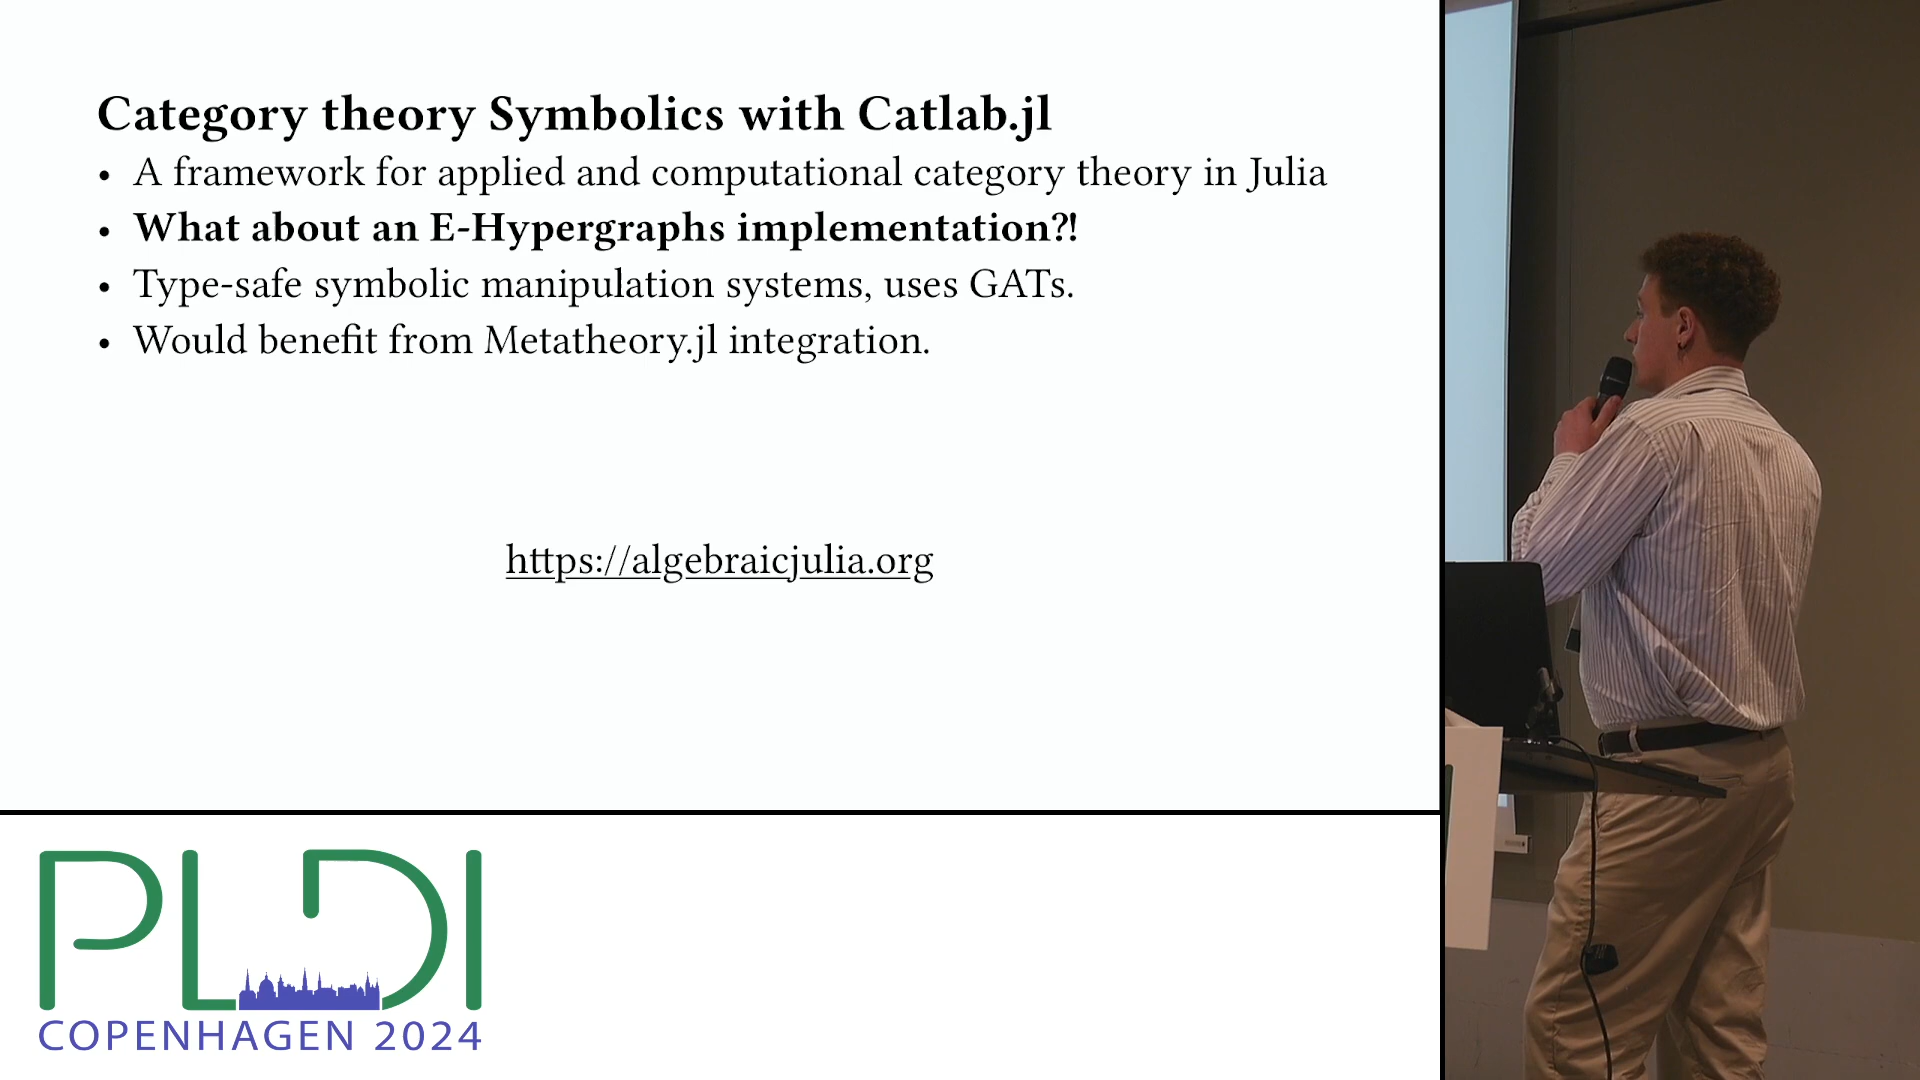 Category theory Symbolics with Catlab.jl
• A framework for applied and computational category theory in Julia
• What about an E-Hypergraphs implementation?!
• Type-safe symbolic manipulation systems, uses GATs.
• Would benefit from Metatheory.jl integration.
https://algebraicjulia.org
PLDI
COPENHAGEN 2024